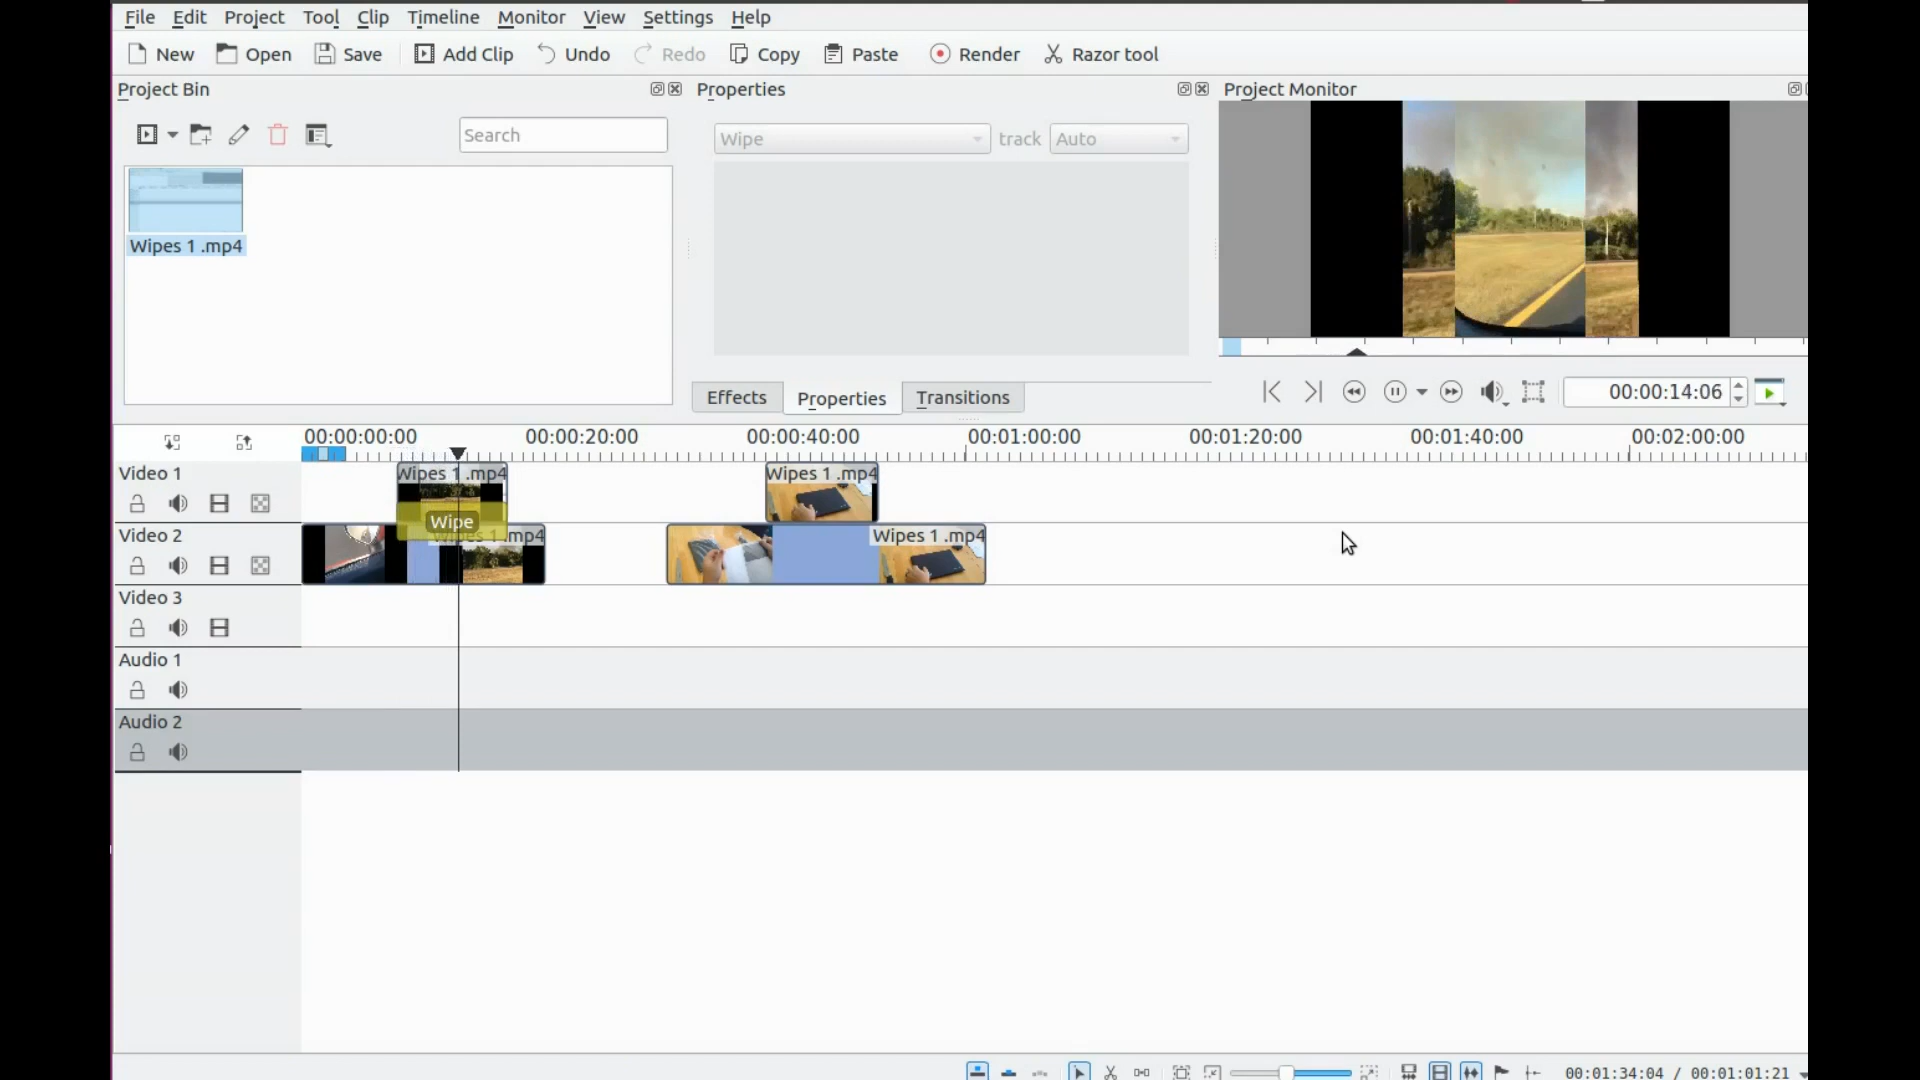 File Edit Project Tool Clip Timeline Monitor View Settings Help
New Open Save Add Clip Undo Redo Copy Paste Render Razor tool
Project Bin Properties Project Monitor
Search
Wipe track Auto
Wipes 1 .mp4
Effects Properties Transitions
00:00:14:06
00:00:00:00 00:00:20:00 00:00:40:00 00:01:00:00 00:01:20:00 00:01:40:00 00:02:00:00
Video 1
Wipes 1 .mp4 Wipes 1 .mp4
Wipe
Video 2
Wipes 1 .mp4 Wipes 1 .mp4
Video 3
Audio 1
Audio 2
00:01:34:04 / 00:01:01:21